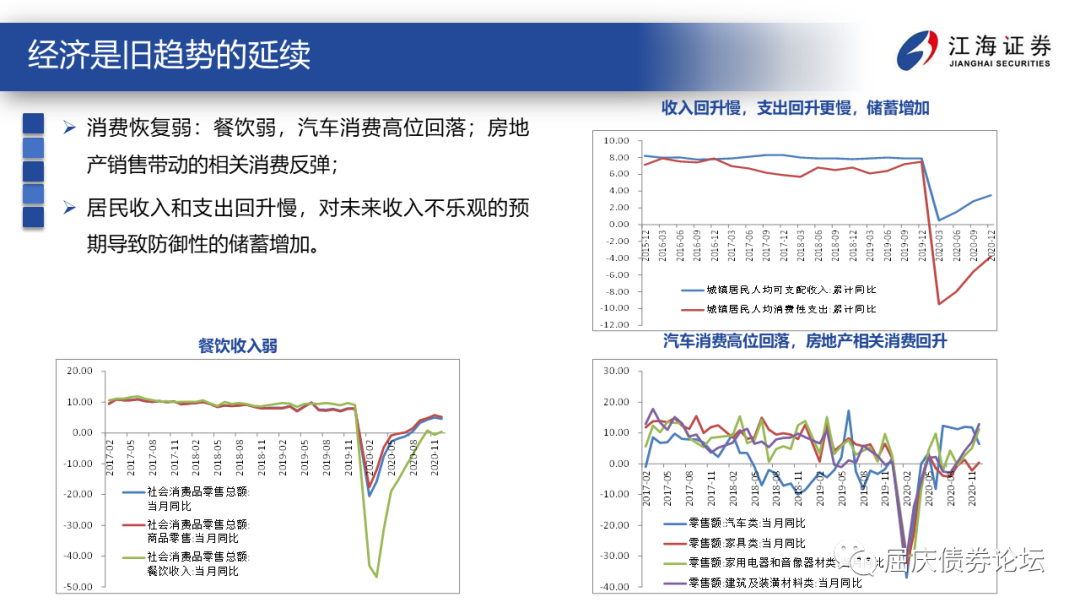 经济是旧趋势的延续
江海证券
JIANGHAI SECURITIES
消费恢复弱：餐饮弱，汽车消费高位回落；房地
产销售带动的相关消费反弹；
居民收入和支出回升慢，对未来收入不乐观的预
期导致防御性的储蓄增加。
收入回升慢，支出回升更慢，储蓄增加
10.00
8.00
6.00
4.00
2.00
0.00
-2.00
-4.00
-6.00
-8.00
-10.00
-12.00
2015-12 2016-03 2016-06 2016-09 2016-12 2017-03 2017-06 2017-09 2017-12 2018-03 2018-06 2018-09 2018-12 2019-03 2019-06 2019-09 2019-12 2020-03 2020-06 2020-09 2020-12
城镇居民人均可支配收入:累计同比
城镇居民人均消费性支出:累计同比
餐饮收入弱
20.00
10.00
0.00
-10.00
-20.00
-30.00
-40.00
-50.00
2017-02 2017-05 2017-08 2017-11 2018-02 2018-05 2018-08 2018-11 2019-02 2019-05 2019-08 2019-11 2020-02 2020-05 2020-08 2020-11
社会消费品零售总额:
当月同比
社会消费品零售总额:
商品零售:当月同比
社会消费品零售总额:
餐饮收入:当月同比
汽车消费高位回落，房地产相关消费回升
30.00
20.00
10.00
0.00
-10.00
-20.00
-30.00
-40.00
2017-02 2017-05 2017-08 2017-11 2018-02 2018-05 2018-08 2018-11 2019-02 2019-05 2019-08 2019-11 2020-02 2020-05 2020-08 2020-11
零售额:汽车类:当月同比
零售额:家具类:当月同比
零售额:家用电器和音像器材类:当月同比
零售额:建筑及装潢材料类:当月同比
屈庆债券论坛